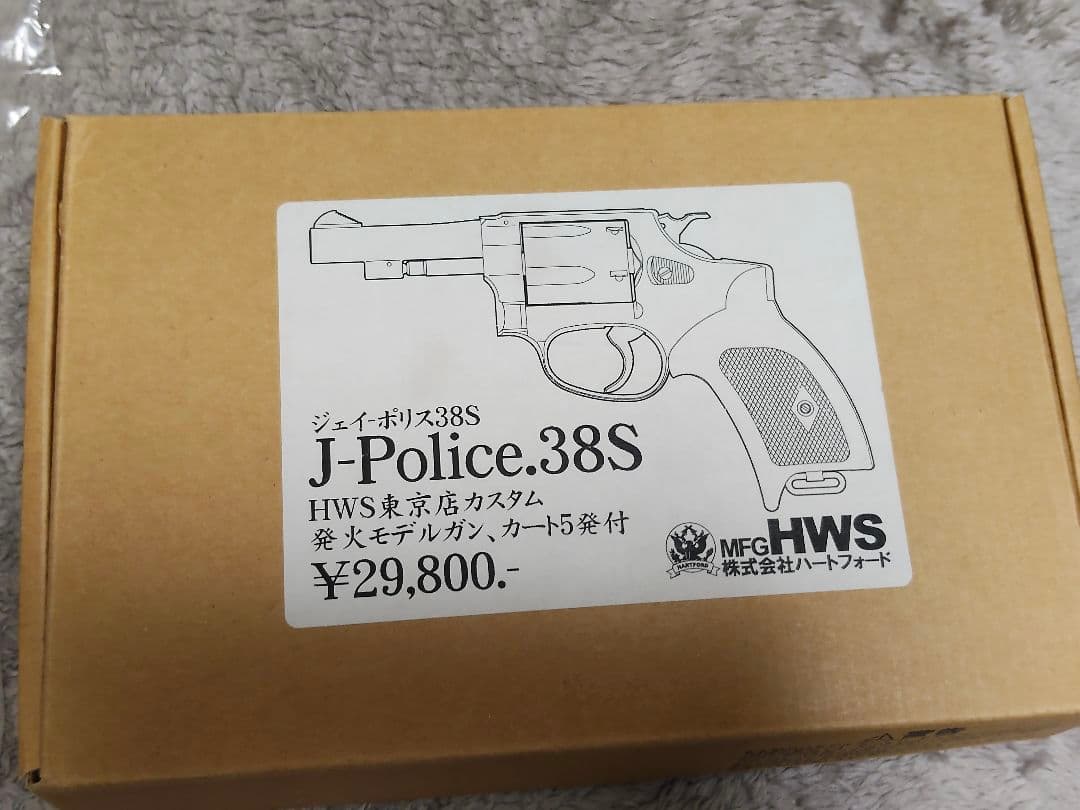 ジェイ-ポリス38S
J-Police.38S
HWS東京店カスタム
発火モデルガン、カート5発付
¥29,800.-
HARTFORD
MFG HWS
株式会社ハートフォード